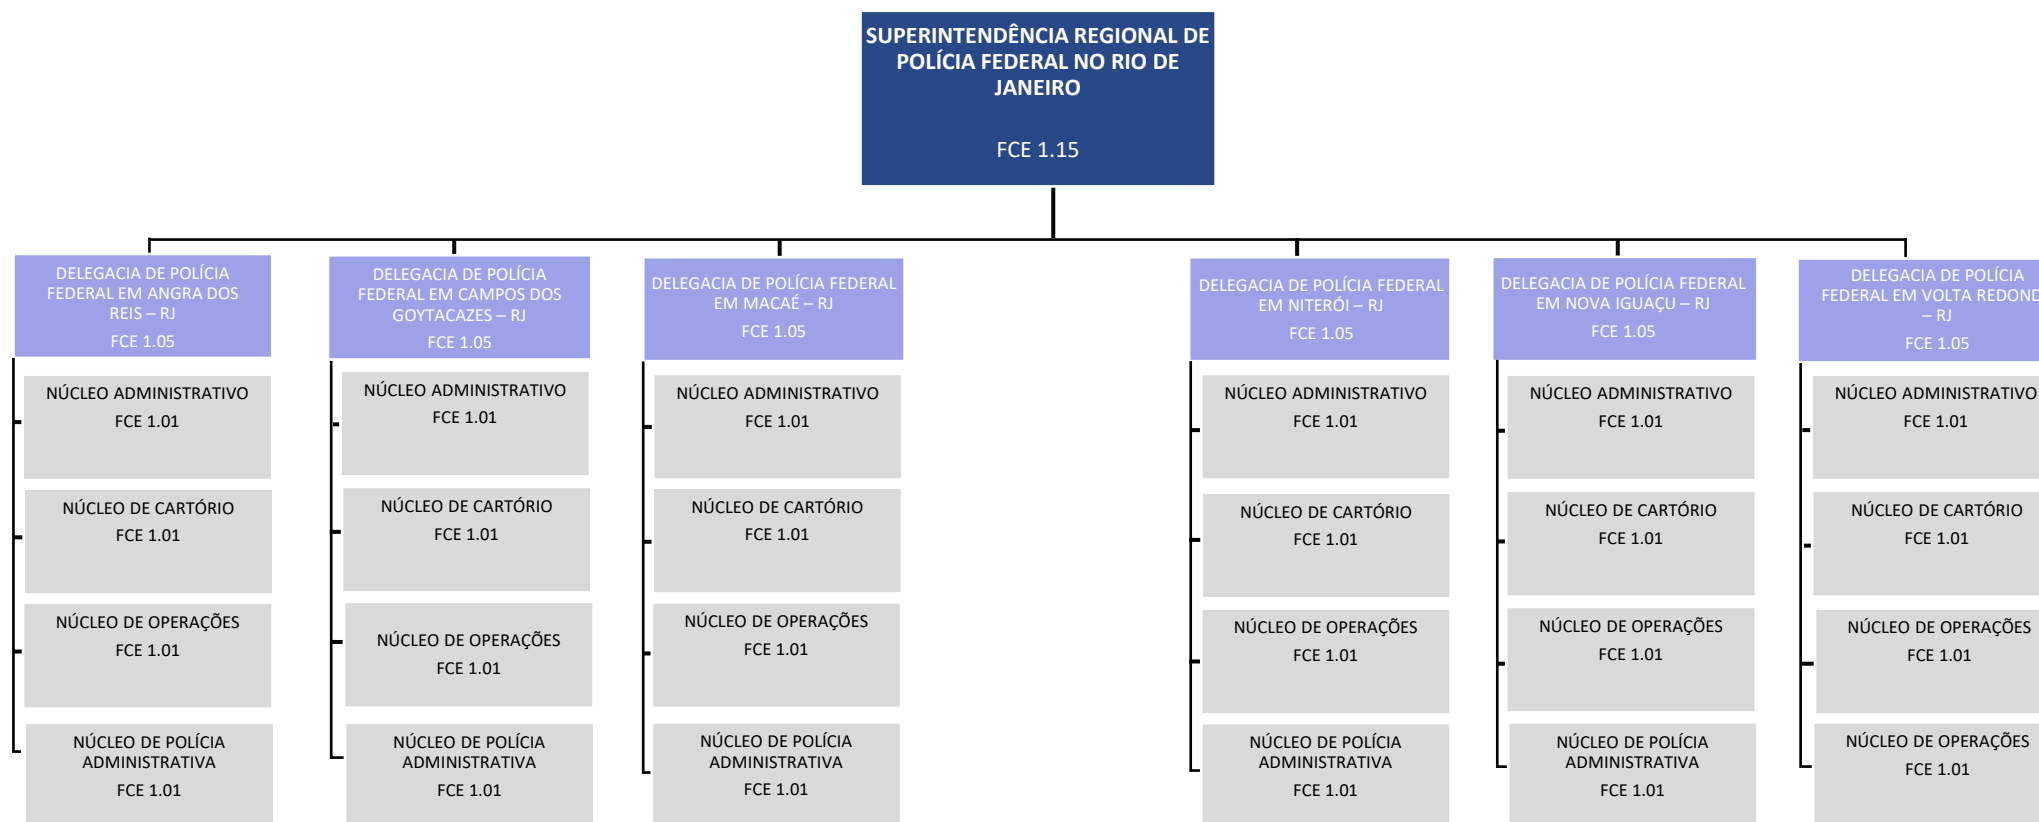 SUPERINTENDÊNCIA REGIONAL DE
POLÍCIA FEDERAL NO RIO DE
JANEIRO
FCE 1.15
DELEGACIA DE POLÍCIA
FEDERAL EM ANGRA DOS
REIS – RJ
FCE 1.05
NÚCLEO ADMINISTRATIVO
FCE 1.01
NÚCLEO DE CARTÓRIO
FCE 1.01
NÚCLEO DE OPERAÇÕES
FCE 1.01
NÚCLEO DE POLÍCIA
ADMINISTRATIVA
FCE 1.01
DELEGACIA DE POLÍCIA
FEDERAL EM CAMPOS DOS
GOYTACAZES – RJ
FCE 1.05
NÚCLEO ADMINISTRATIVO
FCE 1.01
NÚCLEO DE CARTÓRIO
FCE 1.01
NÚCLEO DE OPERAÇÕES
FCE 1.01
NÚCLEO DE POLÍCIA
ADMINISTRATIVA
FCE 1.01
DELEGACIA DE POLÍCIA FEDERAL
EM MACAÉ – RJ
FCE 1.05
NÚCLEO ADMINISTRATIVO
FCE 1.01
NÚCLEO DE CARTÓRIO
FCE 1.01
NÚCLEO DE OPERAÇÕES
FCE 1.01
NÚCLEO DE POLÍCIA
ADMINISTRATIVA
FCE 1.01
DELEGACIA DE POLÍCIA FEDERAL
EM NITERÓI – RJ
FCE 1.05
NÚCLEO ADMINISTRATIVO
FCE 1.01
NÚCLEO DE CARTÓRIO
FCE 1.01
NÚCLEO DE OPERAÇÕES
FCE 1.01
NÚCLEO DE POLÍCIA
ADMINISTRATIVA
FCE 1.01
DELEGACIA DE POLÍCIA FEDERAL
EM NOVA IGUAÇU – RJ
FCE 1.05
NÚCLEO ADMINISTRATIVO
FCE 1.01
NÚCLEO DE CARTÓRIO
FCE 1.01
NÚCLEO DE OPERAÇÕES
FCE 1.01
NÚCLEO DE POLÍCIA
ADMINISTRATIVA
FCE 1.01
DELEGACIA DE POLÍCIA
FEDERAL EM VOLTA REDOND
– RJ
FCE 1.05
NÚCLEO ADMINISTRATIVO
FCE 1.01
NÚCLEO DE CARTÓRIO
FCE 1.01
NÚCLEO DE OPERAÇÕES
FCE 1.01
NÚCLEO DE OPERAÇÕES
FCE 1.01